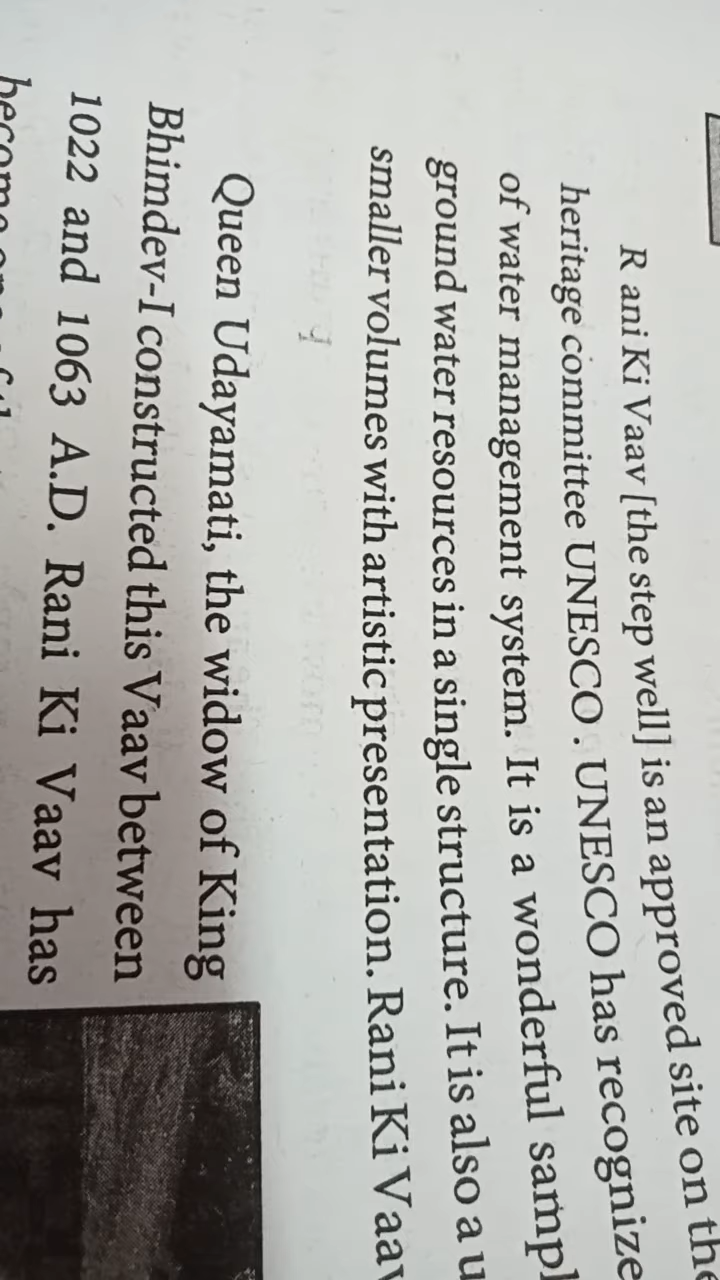 R ani Ki Vaav [the step well] is an approved site on the
heritage committee UNESCO . UNESCO has recognize
of water management system. It is a wonderful sampl
ground water resources in a single structure. It is also a u
smaller volumes with artistic presentation. Rani Ki Vaav
Queen Udayamati, the widow of King
Bhimdev-I constructed this Vaav between
1022 and 1063 A.D. Rani Ki Vaav has